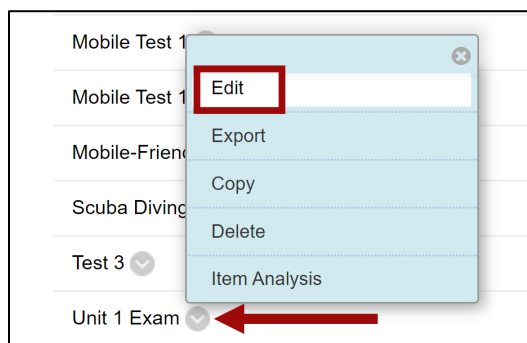 Mobile Test 1
Edit
Mobile Test 1
Export
Mobile-Friend
Copy
Scuba Diving
Delete
Test 3
Item Analysis
Unit 1 Exam